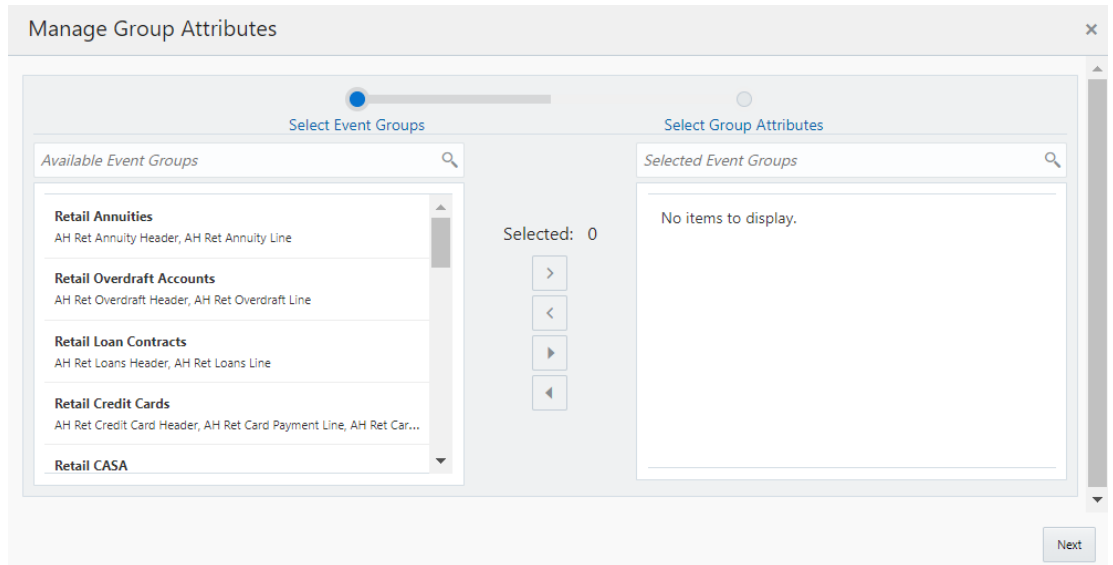 Manage Group Attributes
Select Event Groups
Select Group Attributes
Available Event Groups
Selected Event Groups
Retail Annuities
AH Ret Annuity Header, AH Ret Annuity Line
No items to display.
Selected: 0
Retail Overdraft Accounts
AH Ret Overdraft Header, AH Ret Overdraft Line
Retail Loan Contracts
AH Ret Loans Header, AH Ret Loans Line
Retail Credit Cards
AH Ret Credit Card Header, AH Ret Card Payment Line, AH Ret Car...
Retail CASA
Next